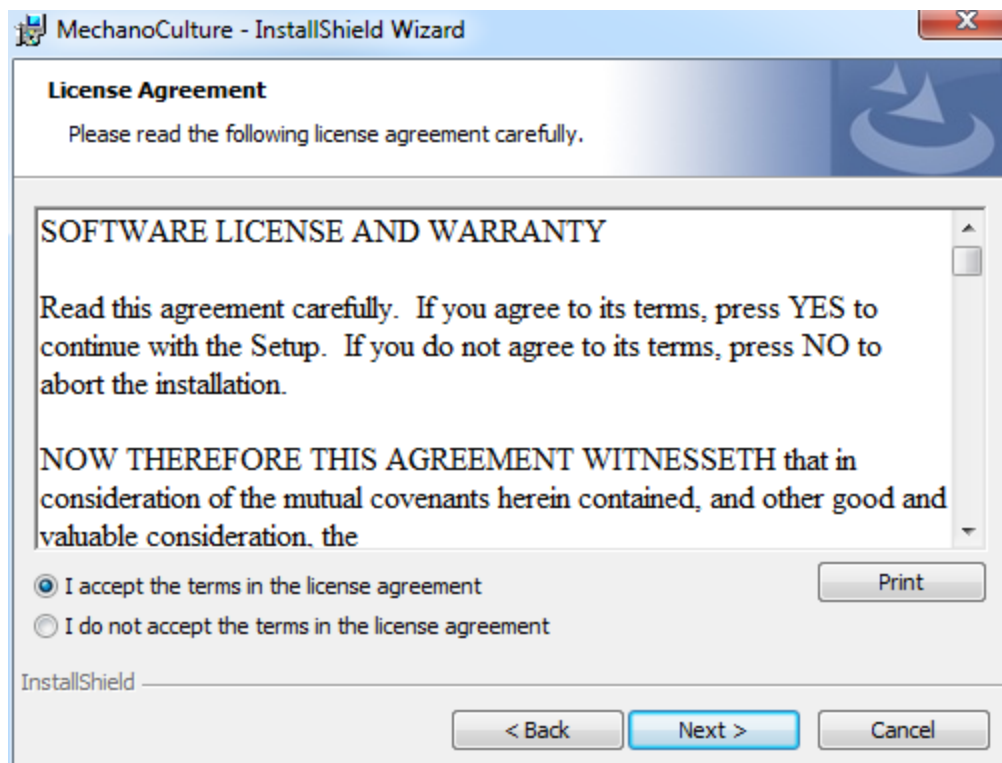 MechanoCulture - InstallShield Wizard
License Agreement
Please read the following license agreement carefully.
SOFTWARE LICENSE AND WARRANTY
Read this agreement carefully.  If you agree to its terms, press YES to
continue with the Setup.  If you do not agree to its terms, press NO to
abort the installation.
NOW THEREFORE THIS AGREEMENT WITNESSETH that in
consideration of the mutual covenants herein contained, and other good and
valuable consideration, the
I accept the terms in the license agreement
Print
I do not accept the terms in the license agreement
InstallShield
< Back
Next >
Cancel